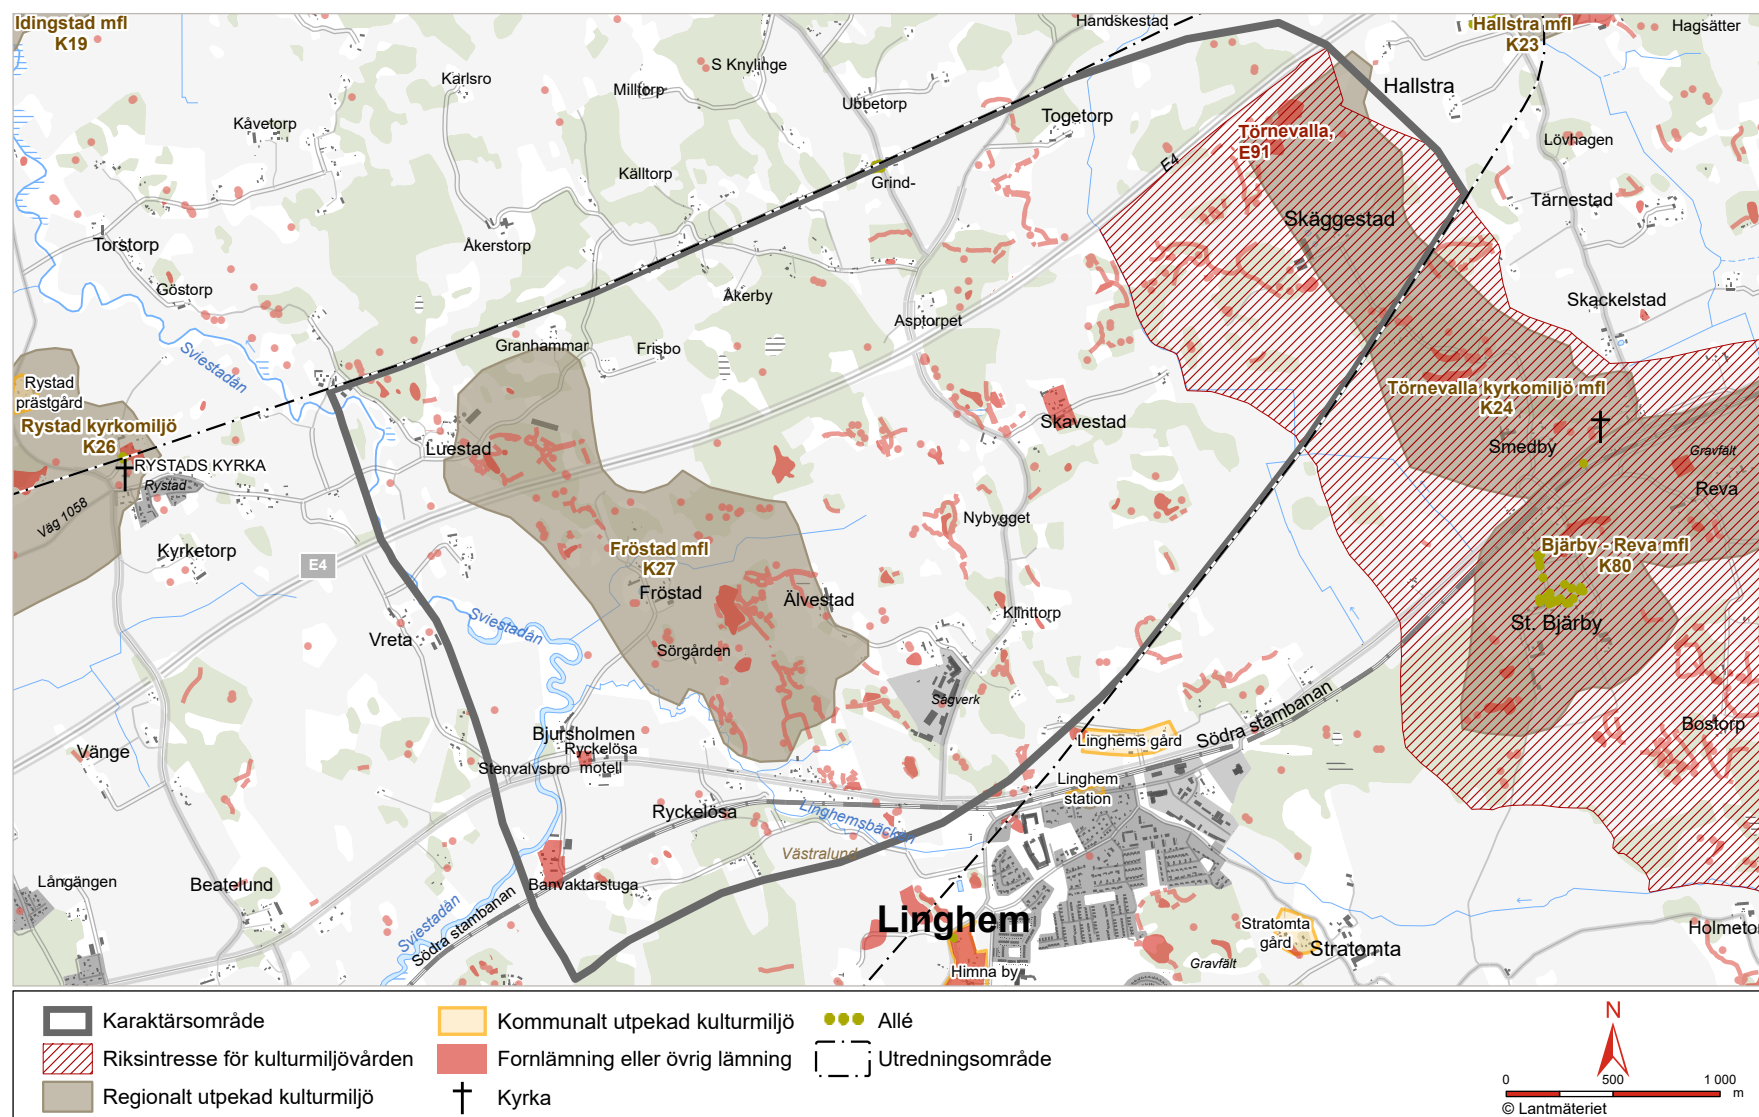 Idingstad mfl
K19
Handskestad
Hallstra mfl
K23
Hagsätter
Karlsro
S Knylinge
Milltorp
Ubbetorp
Hallstra
Togetorp
Kåvetorp
Törnevalla,
E91
E4
Lövhagen
Källtorp
Grind-
Tärnestad
Skäggestad
Torstorp
Åkerstorp
Göstorp
Åkerby
Skackelstad
Asptorpet
Sviestadån
Granhammar
Frisbo
Rystad
prästgård
Törnevalla kyrkomiljö mfl
K24
Rystad kyrkomiljö
K26
Skavestad
Luestad
Smedby
Gravfält
RYSTADS KYRKA
Rystad
Reva
Väg 1058
Nybygget
Kyrketorp
Fröstad mfl
K27
Bjärby - Reva mfl
K80
E4
Fröstad
Älvestad
Klinttorp
St. Bjärby
Sviestadån
Vreta
Sörgården
Sågverk
Södra stambanan
Bostorp
Bjursholmen
Ryckelösa
motell
Linghems gård
Vänge
Stenvalvsbro
Linghem
station
Ryckelösa
Linghemsbäcken
Västralund
Långängen
Beatelund
Banvaktarstuga
Sviestadån
Södra stambanan
Linghem
Stratomta
gård
Stratomta
Holmetor
Gravfält
Himna by
Karaktärsområde
Riksintresse för kulturmiljövården
Regionalt utpekad kulturmiljö
Kommunalt utpekad kulturmiljö
Fornlämning eller övrig lämning
Kyrka
Allé
Utredningsområde
N
0 500 1 000
m
© Lantmäteriet